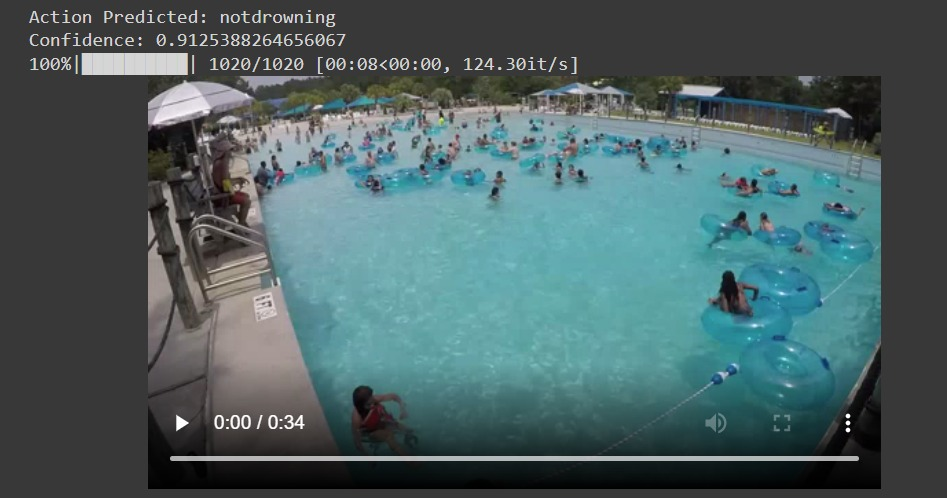 Action Predicted: notdrowning
Confidence: 0.9125388264656067
100%|██████████| 1020/1020 [00:08<00:00, 124.30it/s]
0:00 / 0:34